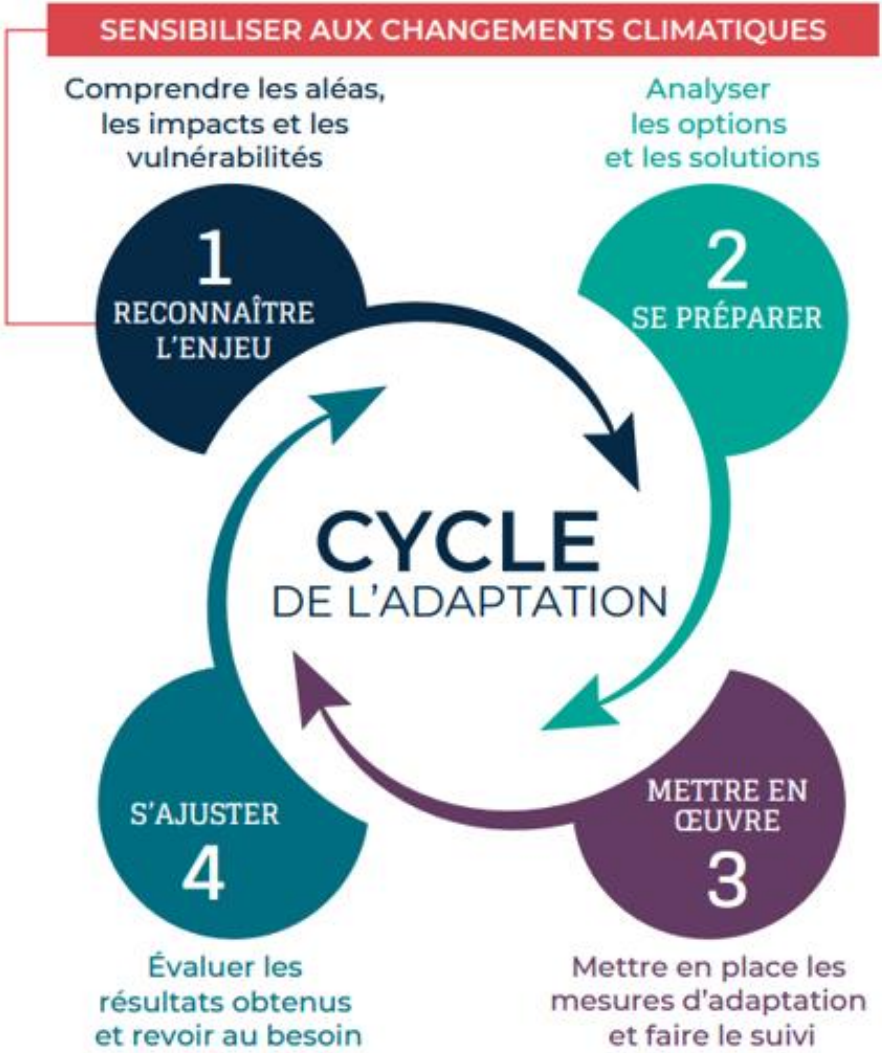 SENSIBILISER AUX CHANGEMENTS CLIMATIQUES
Comprendre les aléas,
les impacts et les
vulnérabilités
1
RECONNAÎTRE
L'ENJEU
Analyser
les options
et les solutions
2
SE PRÉPARER
CYCLE
DE L'ADAPTATION
METTRE EN
ŒUVRE
3
Mettre en place les
mesures d'adaptation
et faire le suivi
S'AJUSTER
4
Évaluer les
résultats obtenus
et revoir au besoin